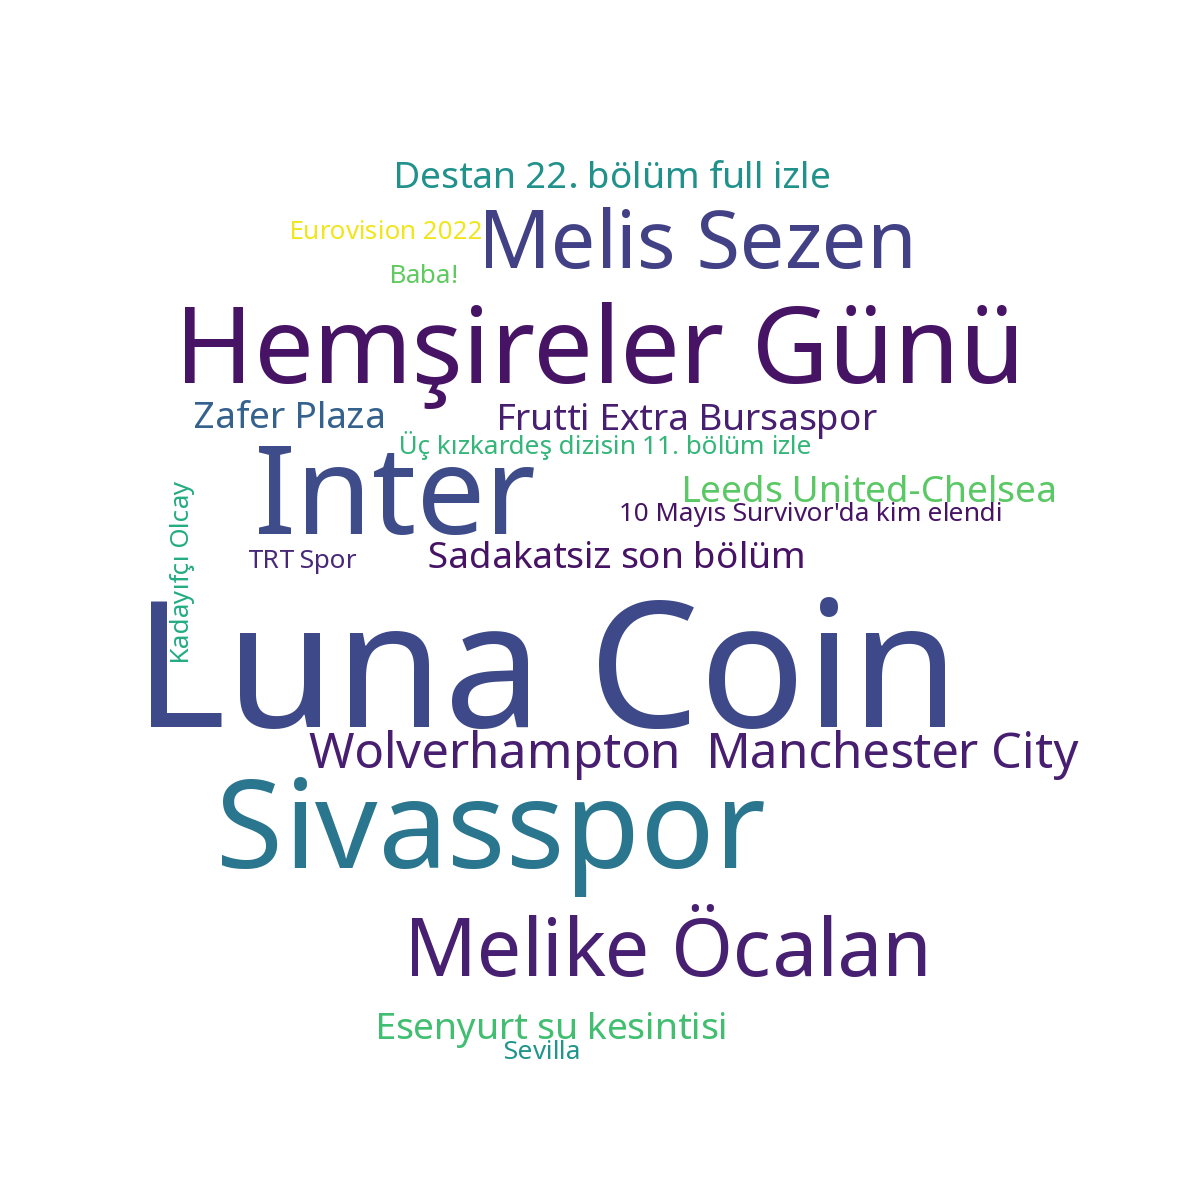 Destan 22. bölüm full izle
Eurovision 2022
Melis Sezen
Baba!
Hemşireler Günü
Zafer Plaza
Frutti Extra Bursaspor
Üç kızkardeş dizisin 11. bölüm izle
Inter
Leeds United-Chelsea
10 Mayıs Survivor'da kim elendi
TRT Spor
Sadakatsiz son bölüm
Kadayıfçı Olcay
Luna Coin
Wolverhampton
Manchester City
Sivasspor
Melike Öcalan
Esenyurt su kesintisi
Sevilla